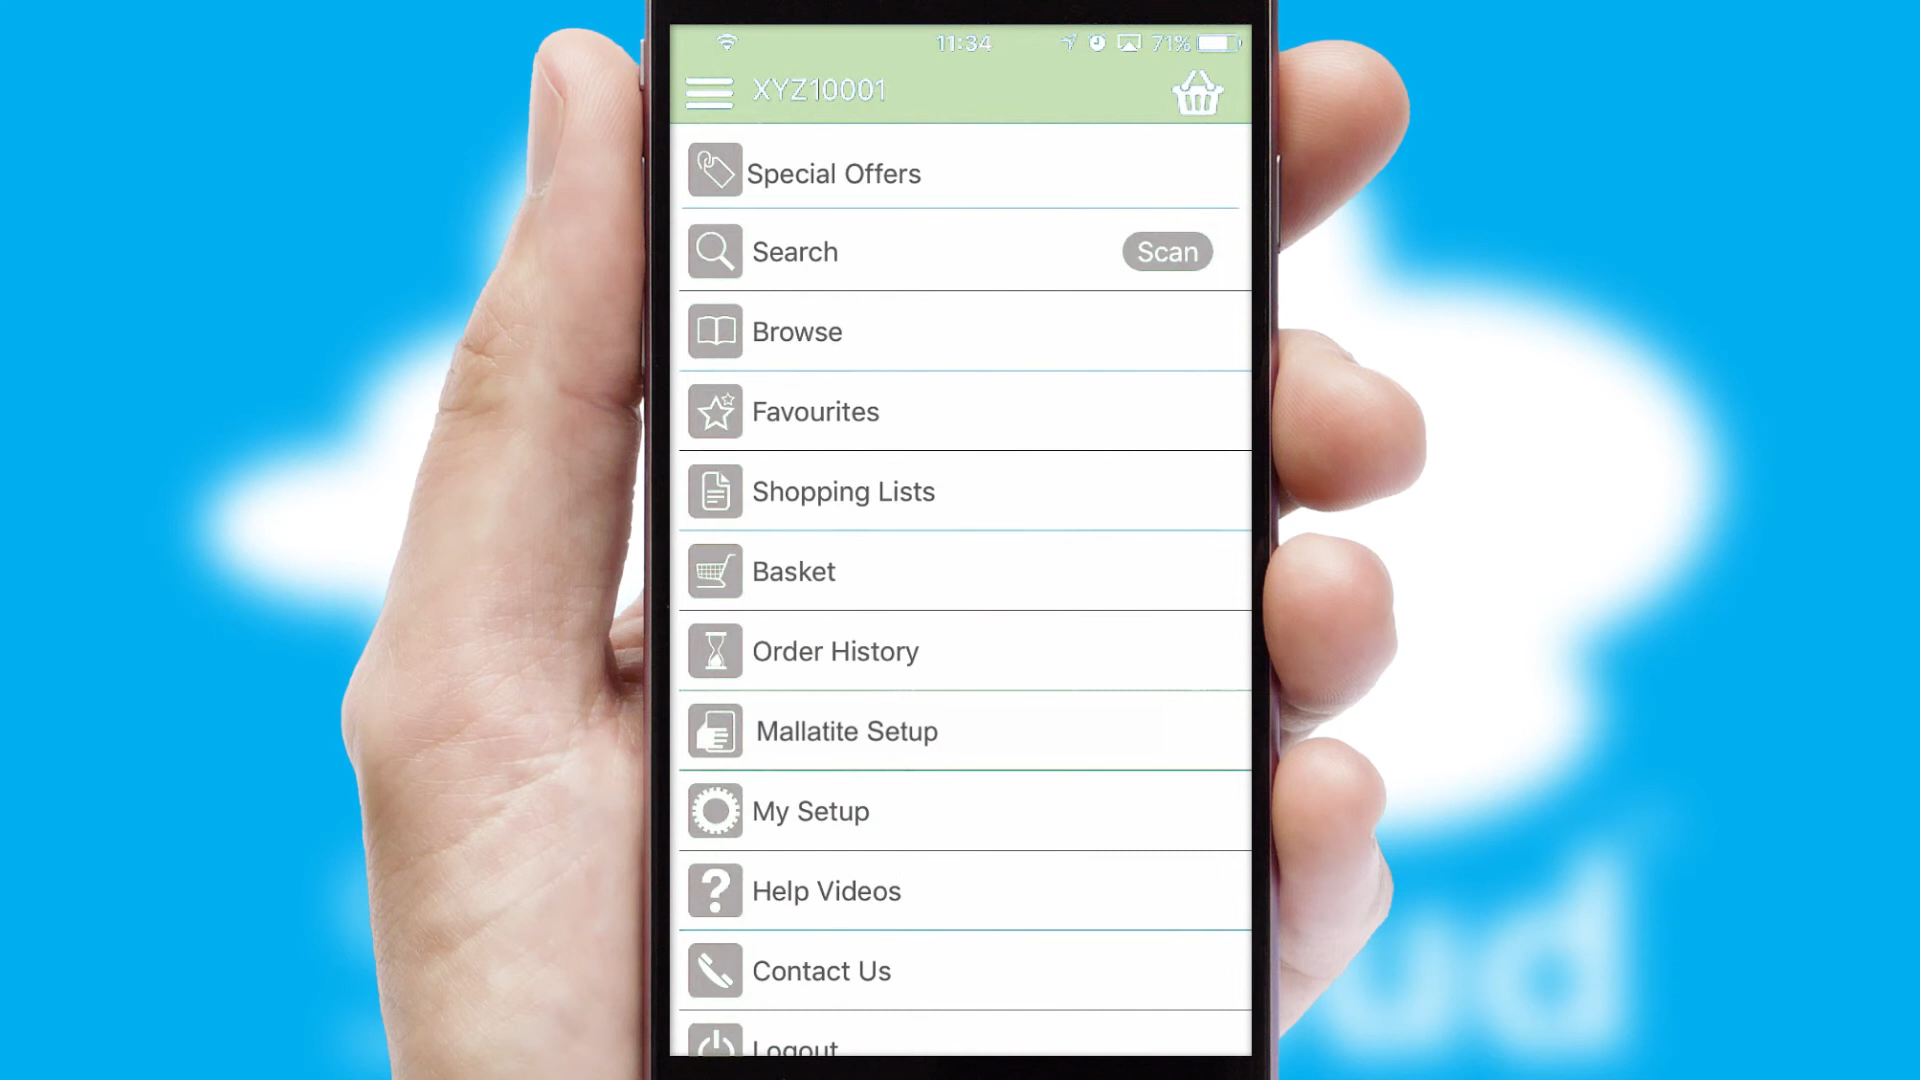 11:34
71%
XYZ10001
Special Offers
Search
Scan
Browse
Favourites
Shopping Lists
Basket
Order History
Mallatite Setup
My Setup
Help Videos
Contact Us
Logout
ud